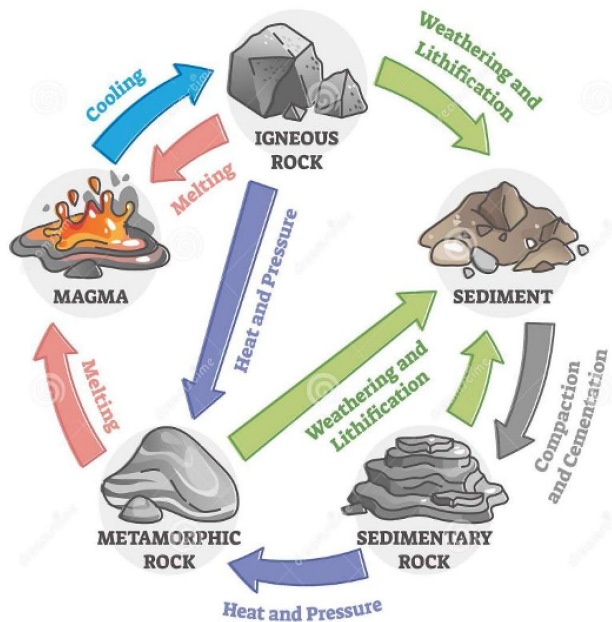 Cooling
Weathering and
Lithification
IGNEOUS
ROCK
Melting
MAGMA
Heat and Pressure
SEDIMENT
Melting
Weathering and
Lithification
Compaction
and Cementation
METAMORPHIC
ROCK
SEDIMENTARY
ROCK
Heat and Pressure